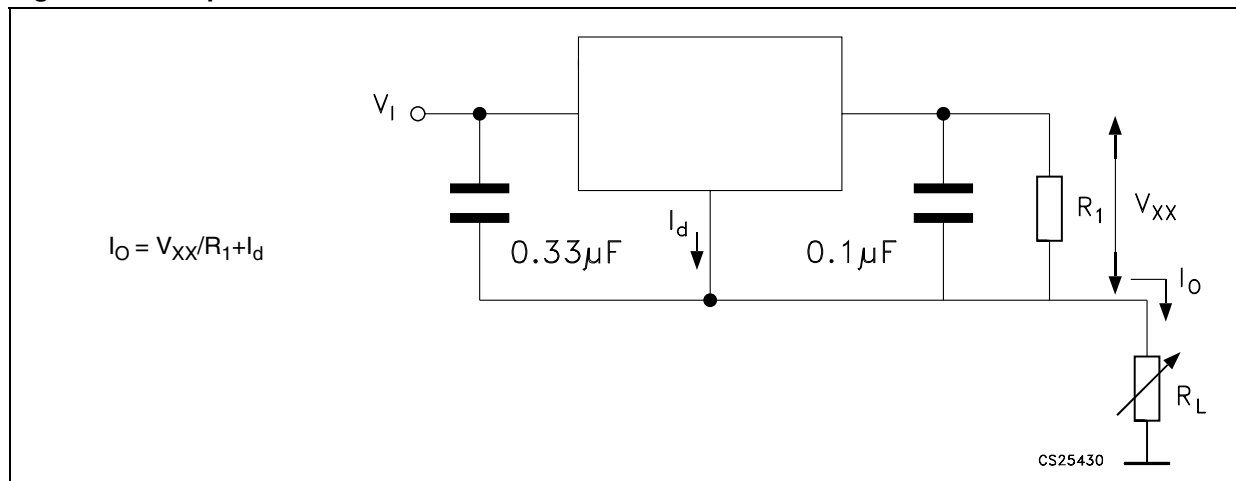 V_I
I_O = V_XX/R_1+I_d
I_d
0.33μF
0.1μF
R_1
V_XX
I_O
R_L
CS25430